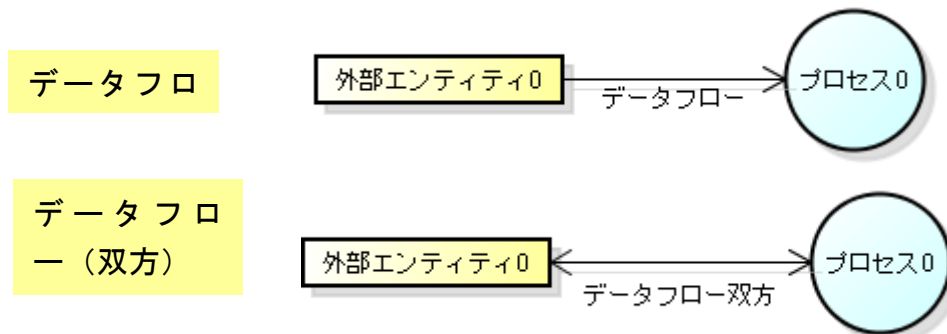 データフロ
外部エンティティ0
データフロー
プロセス0
データフロ
ー（双方）
外部エンティティ0
データフロー双方
プロセス0